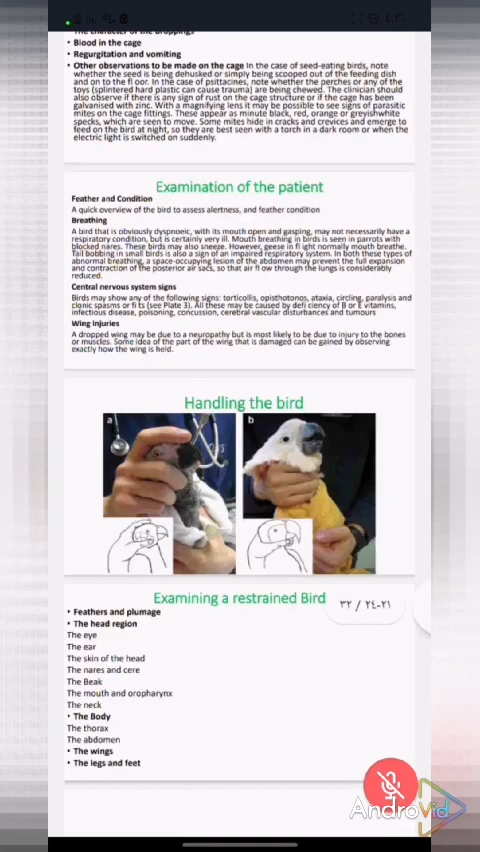 ٤:٢٦
• The character of the droppings
• Blood in the cage
• Regurgitation and vomiting
• Other observations to be made on the cage In the case of seed-eating birds, note
whether the seed is being dehusked or simply being scooped out of the feeding dish
and on to the fl oor. In the case of psittacines, note whether the perches or any of the
toys (splintered hard plastic can cause trauma) are being chewed. The clinician should
also observe if there is any sign of rust on the cage structure or if the cage has been
galvanised with zinc. With a magnifying lens it may be possible to see signs of parasitic
mites on the cage fittings. These appear as minute black, red, orange or greyishwhite
specks, which are seen to move. Some mites hide in cracks and crevices and emerge to
feed on the bird at night, so they are best seen with a torch in a dark room or when the
electric light is switched on suddenly.
Examination of the patient
Feather and Condition
A quick overview of the bird to assess alertness, and feather condition
Breathing
A bird that is obviously dyspnoeic, with its mouth open and gasping, may not necessarily have a
respiratory condition, but is certainly very ill. Mouth breathing in birds is seen in parrots with
blocked nares. These birds may also sneeze. However, geese in fl ight normally mouth breathe.
Tail bobbing in small birds is also a sign of an impaired respiratory system. In both these types of
abnormal breathing, a space-occupying lesion of the abdomen may prevent the full expansion
and contraction of the posterior air sacs, so that air fl ow through the lungs is considerably
reduced.
Central nervous system signs
Birds may show any of the following signs: torticollis, opisthotonos, ataxia, circling, paralysis and
clonic spasms or fi ts (see Plate 3). All these may be caused by defi ciency of B or E vitamins,
infectious disease, poisoning, concussion, cerebral vascular disturbances and tumours
Wing injuries
A dropped wing may be due to a neuropathy but is most likely to be due to injury to the bones
or muscles. Some idea of the part of the wing that is damaged can be gained by observing
exactly how the wing is held.
Handling the bird
a
b
Examining a restrained Bird
٢١-٢٤ / ٣٢
• Feathers and plumage
• The head region
The eye
The ear
The skin of the head
The nares and cere
The Beak
The mouth and oropharynx
The neck
• The Body
The thorax
The abdomen
• The wings
• The legs and feet
AndroVid